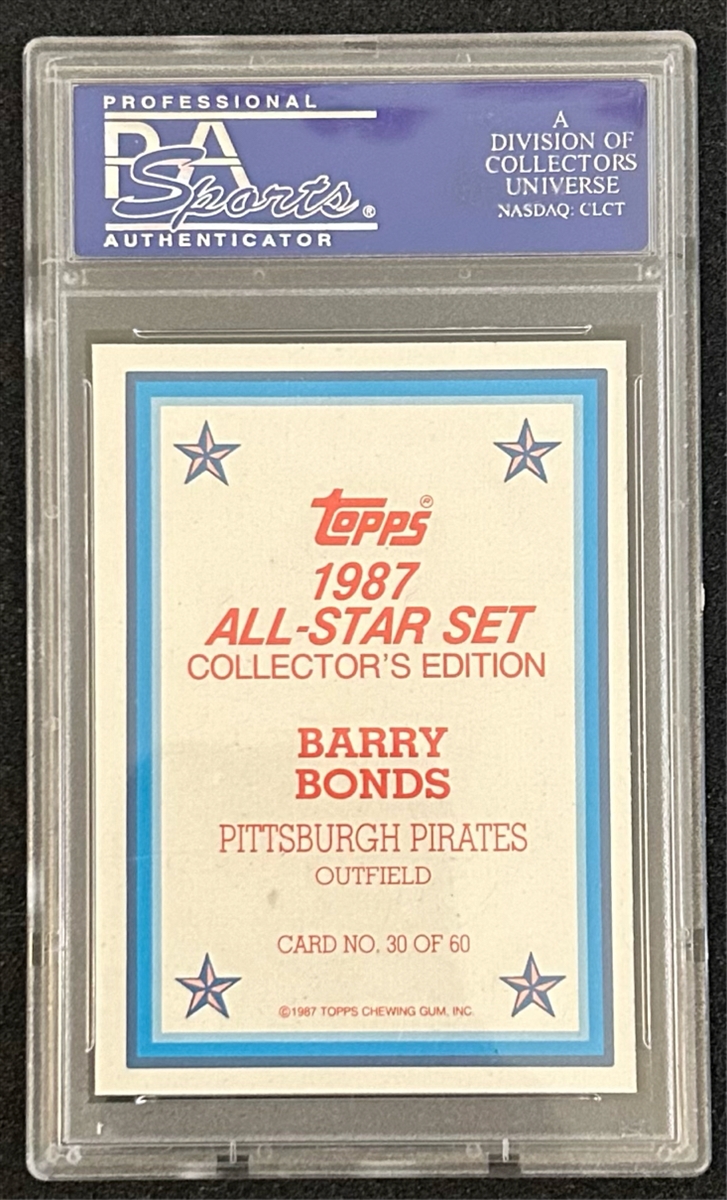 PROFESSIONAL
PSA
Sports®
AUTHENTICATOR
A
DIVISION OF
COLLECTORS
UNIVERSE
NASDAQ: CLCT
topps®
1987
ALL-STAR SET
COLLECTOR'S EDITION
BARRY
BONDS
PITTSBURGH PIRATES
OUTFIELD
CARD NO. 30 OF 60
©1987 TOPPS CHEWING GUM, INC.